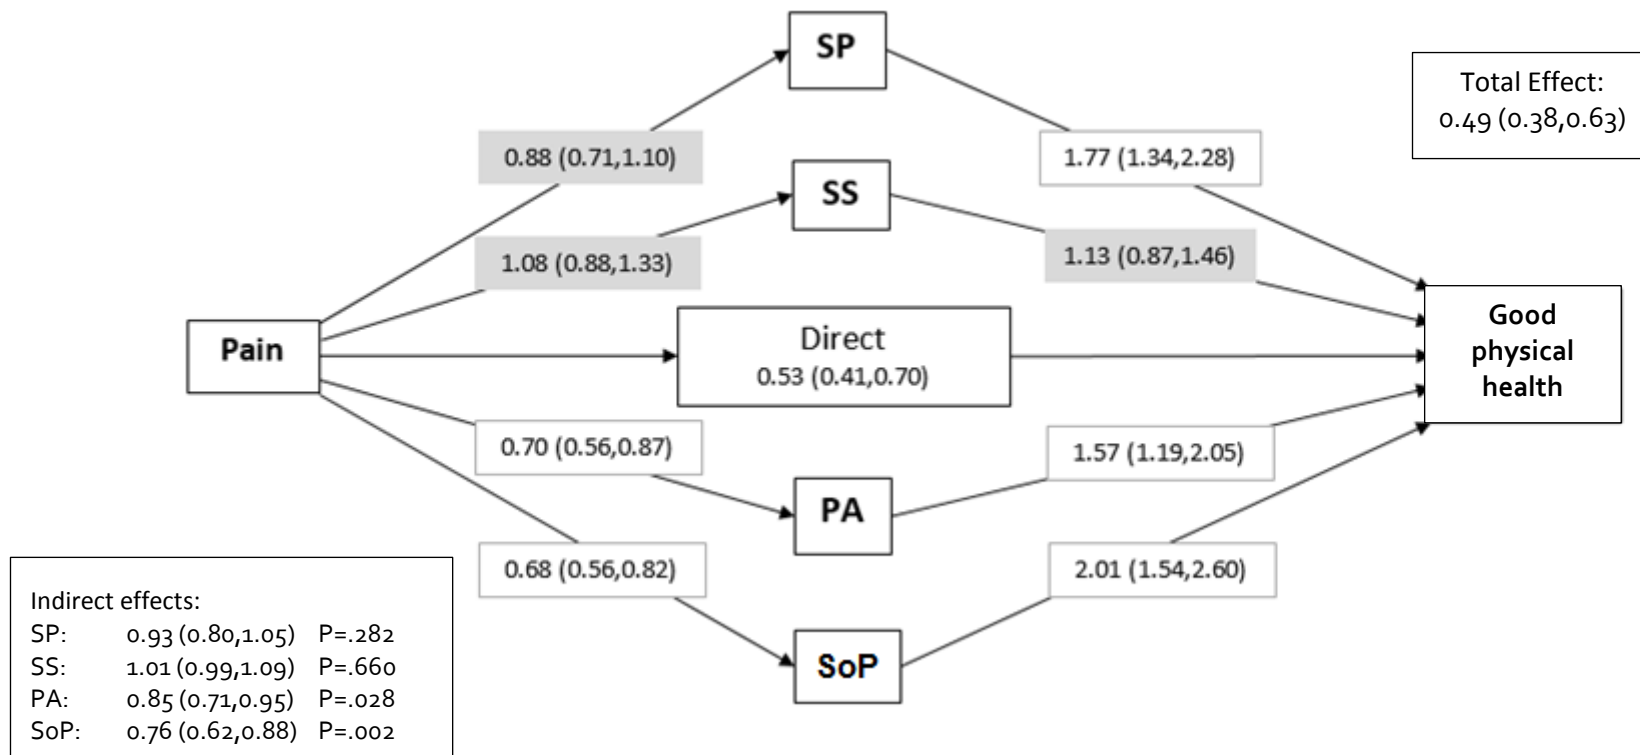 SP
Total Effect:
0.49 (0.38,0.63)
0.88 (0.71,1.10)
1.77 (1.34,2.28)
SS
1.08 (0.88,1.33)
1.13 (0.87,1.46)
Pain
Direct
0.53 (0.41,0.70)
Good
physical
health
0.70 (0.56,0.87)
1.57 (1.19,2.05)
PA
0.68 (0.56,0.82)
2.01 (1.54,2.60)
SoP
Indirect effects:
SP: 0.93 (0.80,1.05) P=.282
SS: 1.01 (0.99,1.09) P=.660
PA: 0.85 (0.71,0.95) P=.028
SoP: 0.76 (0.62,0.88) P=.002